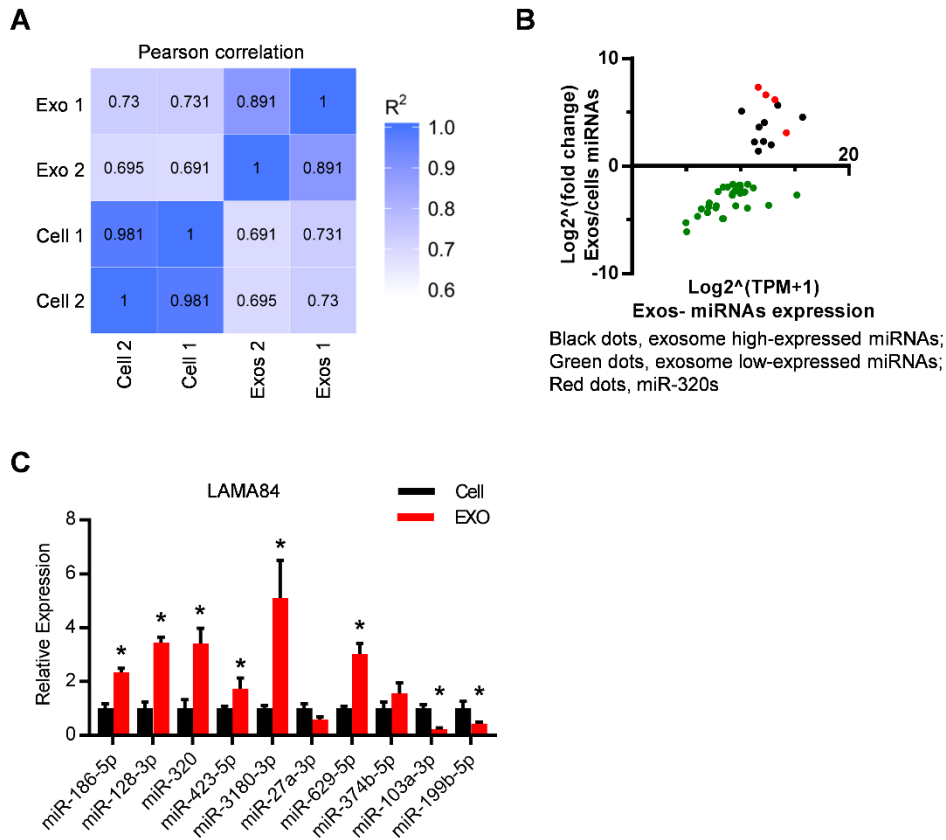 A
Pearson correlation
Exo 1
0.73 0.731 0.891 1
Exo 2
0.695 0.691 1 0.891
Cell 1
0.981 1 0.691 0.731
Cell 2
1 0.981 0.695 0.73
Cell 2
Cell 1
Exos 2
Exos 1
R²
1.0
0.9
0.8
0.7
0.6
B
Log2^(fold change)
Exos/cells miRNAs
10
0
-10
20
Log2^(TPM+1)
Exos- miRNAs expression
Black dots, exosome high-expressed miRNAs;
Green dots, exosome low-expressed miRNAs;
Red dots, miR-320s
C
LAMA84
Cell
EXO
Relative Expression
8
6
4
2
0
* * * * * * * *
miR-186-5p
miR-128-3p
miR-320
miR-423-5p
miR-3180-3p
miR-27a-3p
miR-629-5p
miR-374b-5p
miR-103a-3p
miR-199b-5p